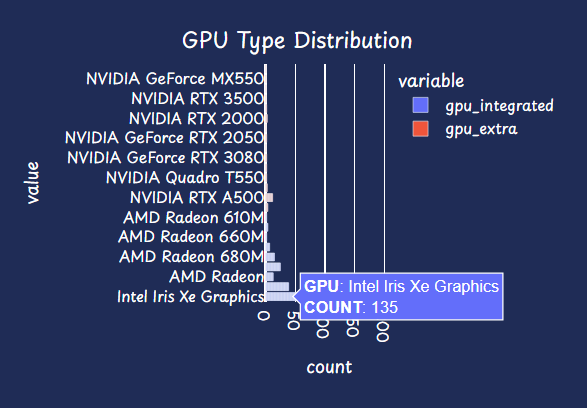 GPU Type Distribution
variable
gpu_integrated
gpu_extra
value
NVIDIA GeForce MX550
NVIDIA RTX 3500
NVIDIA RTX 2000
NVIDIA GeForce RTX 2050
NVIDIA GeForce RTX 3080
NVIDIA Quadro T550
NVIDIA RTX A500
AMD Radeon 610M
AMD Radeon 660M
AMD Radeon 680M
AMD Radeon
Intel Iris Xe Graphics
GPU: Intel Iris Xe Graphics
COUNT: 135
0
50
count